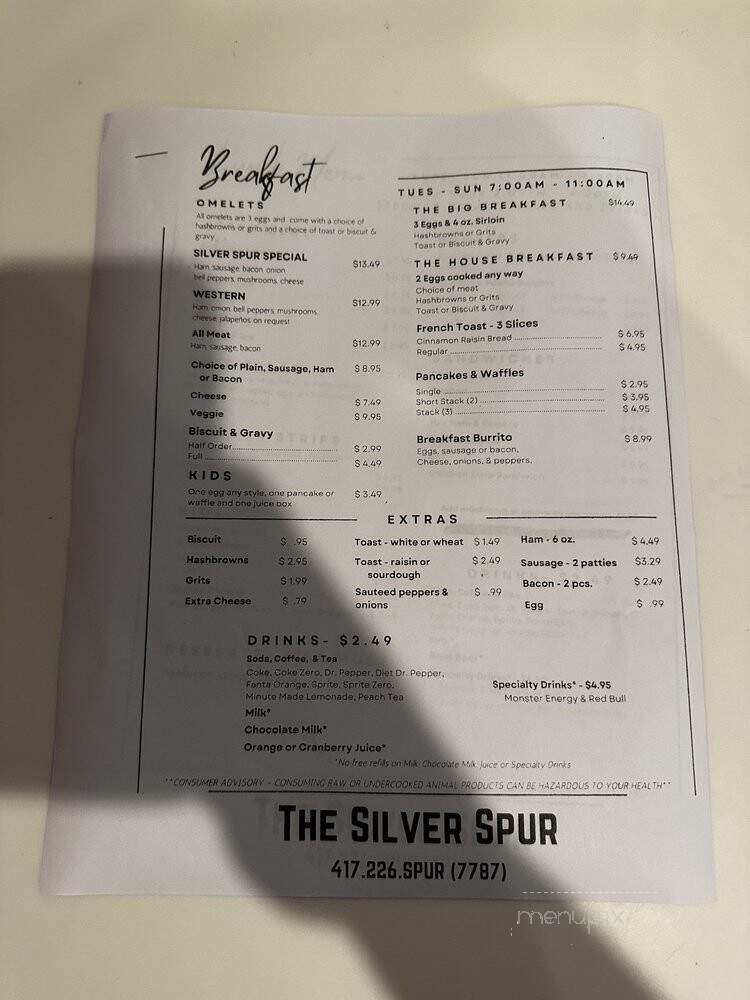 Breakfast
OMELETS
All omelets are 3 eggs and come with a choice of
hashbrowns or grits and a choice of toast or biscuit &
gravy
SILVER SPUR SPECIAL $13.49
Ham, sausage, bacon, onion
bell peppers, mushrooms, cheese
WESTERN $12.99
Ham, onion, bell peppers, mushrooms,
cheese, jalapeños on request
All Meat $12.99
Ham, sausage, bacon
Choice of Plain, Sausage, Ham $ 8.95
or Bacon
Cheese $ 7.49
Veggie $ 9.95
Biscuit & Gravy
Half Order $ 2.99
Full $ 4.49
KIDS
One egg any style, one pancake or $ 3.49
waffle and one juice box
TUES - SUN 7:00AM - 11:00AM
THE BIG BREAKFAST $14.49
3 Eggs & 4 oz. Sirloin
Hashbrowns or Grits
Toast or Biscuit & Gravy
THE HOUSE BREAKFAST $ 9.49
2 Eggs cooked any way
Choice of meat
Hashbrowns or Grits
Toast or Biscuit & Gravy
French Toast - 3 Slices
Cinnamon Raisin Bread $ 6.95
Regular $ 4.95
Pancakes & Waffles
Single $ 2.95
Short Stack (2) $ 3.95
Stack (3) $ 4.95
Breakfast Burrito $ 8.99
Eggs, sausage or bacon,
Cheese, onions, & peppers,
EXTRAS
Biscuit $ .95
Hashbrowns $ 2.95
Grits $ 1.99
Extra Cheese $ .79
Toast - white or wheat $ 1.49
Toast - raisin or $ 2.49
sourdough
Sauteed peppers & $ .99
onions
Ham - 6 oz. $ 4.49
Sausage - 2 patties $3.29
Bacon - 2 pcs. $ 2.49
Egg $ .99
DRINKS- $2.49
Soda, Coffee, & Tea
Coke, Coke Zero, Dr. Pepper, Diet Dr. Pepper,
Fanta Orange, Sprite, Sprite Zero,
Minute Made Lemonade, Peach Tea
Milk*
Chocolate Milk*
Orange or Cranberry Juice*
Specialty Drinks* - $4.95
Monster Energy & Red Bull
*No free refills on Milk, Chocolate Milk, Juice or Specialty Drinks
**CONSUMER ADVISORY - CONSUMING RAW OR UNDERCOOKED ANIMAL PRODUCTS CAN BE HAZARDOUS TO YOUR HEALTH**
THE SILVER SPUR
417.226.SPUR (7787)
menupix